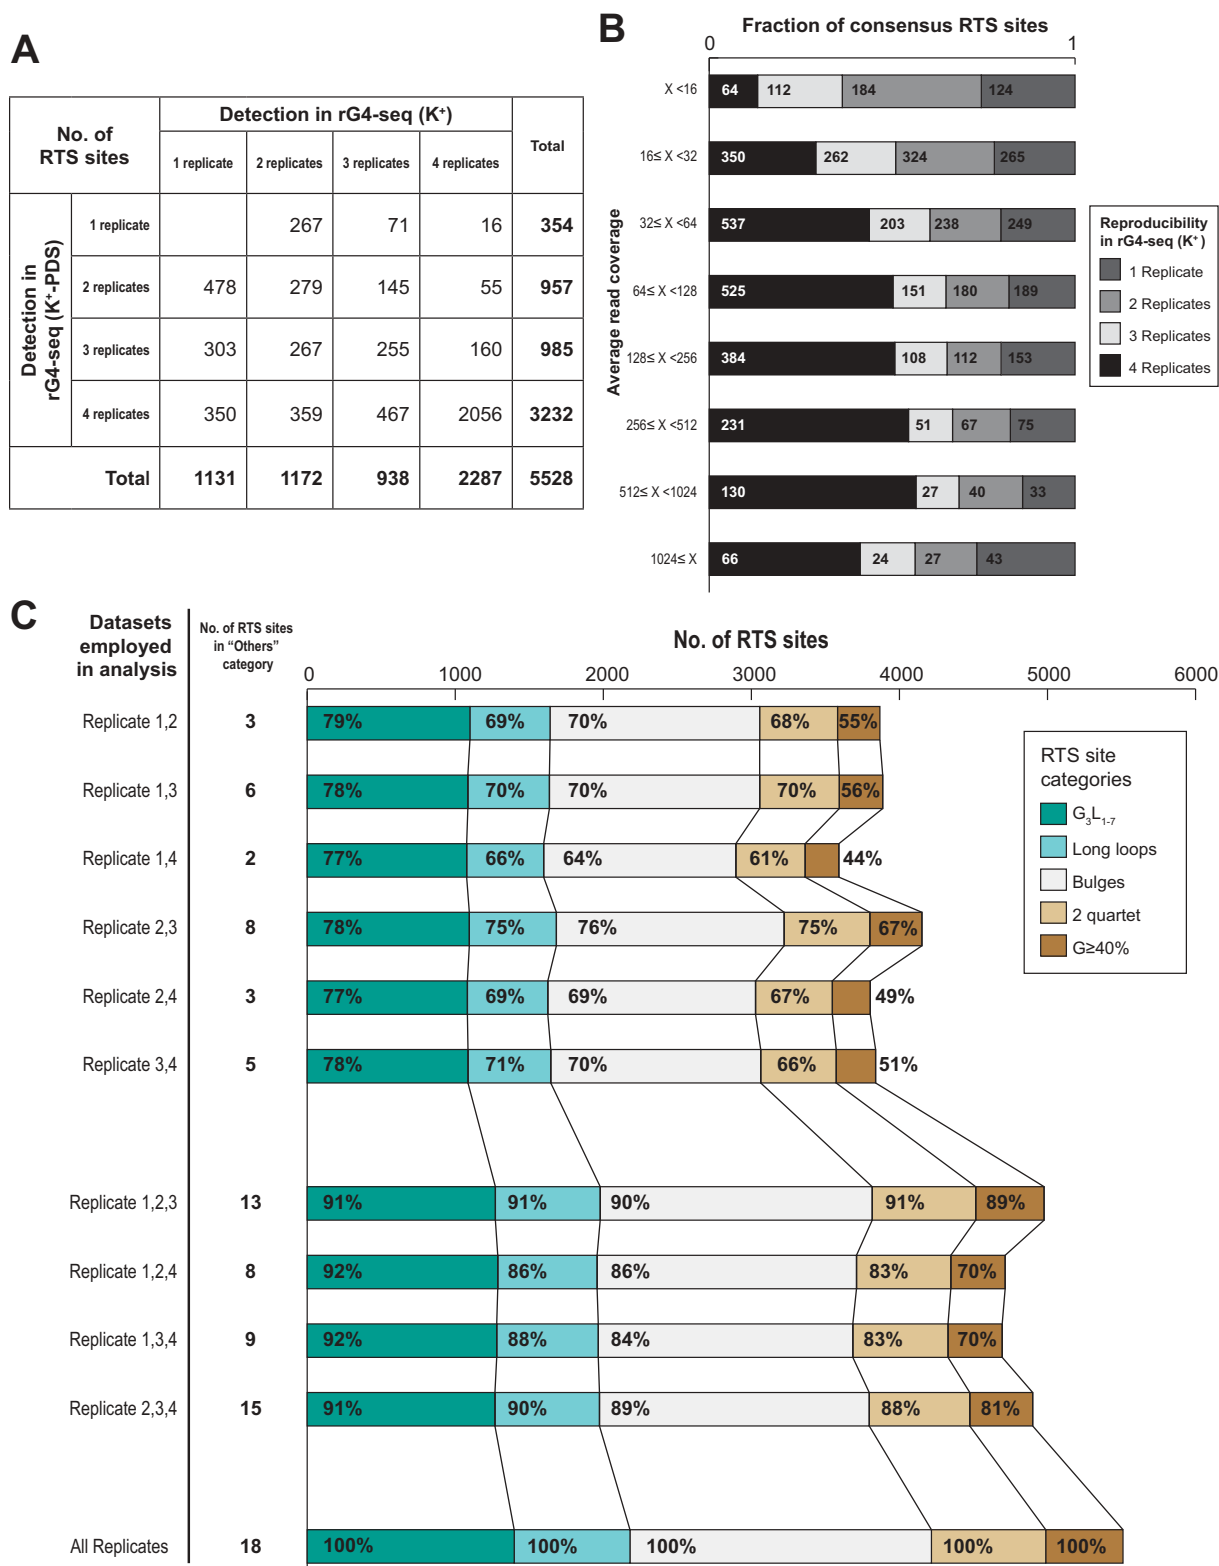 A
No. of RTS sites
Detection in rG4-seq (K⁺)
Total
1 replicate 2 replicates 3 replicates 4 replicates
Detection in rG4-seq (K⁺-PDS)
1 replicate 267 71 16 354
2 replicates 478 279 145 55 957
3 replicates 303 267 255 160 985
4 replicates 350 359 467 2056 3232
Total 1131 1172 938 2287 5528
B
Fraction of consensus RTS sites
0 1
Average read coverage
X <16 64 112 184 124
16≤ X <32 350 262 324 265
32≤ X <64 537 203 238 249
64≤ X <128 525 151 180 189
128≤ X <256 384 108 112 153
256≤ X <512 231 51 67 75
512≤ X <1024 130 27 40 33
1024≤ X 66 24 27 43
Reproducibility
in rG4-seq (K⁺)
1 Replicate
2 Replicates
3 Replicates
4 Replicates
C
Datasets
employed
in analysis
No. of RTS sites
in “Others”
category
No. of RTS sites
0 1000 2000 3000 4000 5000 6000
Replicate 1,2 3 79% 69% 70% 68% 55%
Replicate 1,3 6 78% 70% 70% 70% 56%
Replicate 1,4 2 77% 66% 64% 61% 44%
Replicate 2,3 8 78% 75% 76% 75% 67%
Replicate 2,4 3 77% 69% 69% 67% 49%
Replicate 3,4 5 78% 71% 70% 66% 51%
Replicate 1,2,3 13 91% 91% 90% 91% 89%
Replicate 1,2,4 8 92% 86% 86% 83% 70%
Replicate 1,3,4 9 92% 88% 84% 83% 70%
Replicate 2,3,4 15 91% 90% 89% 88% 81%
All Replicates 18 100% 100% 100% 100% 100%
RTS site
categories
G₃L₁₋₇
Long loops
Bulges
2 quartet
G≥40%